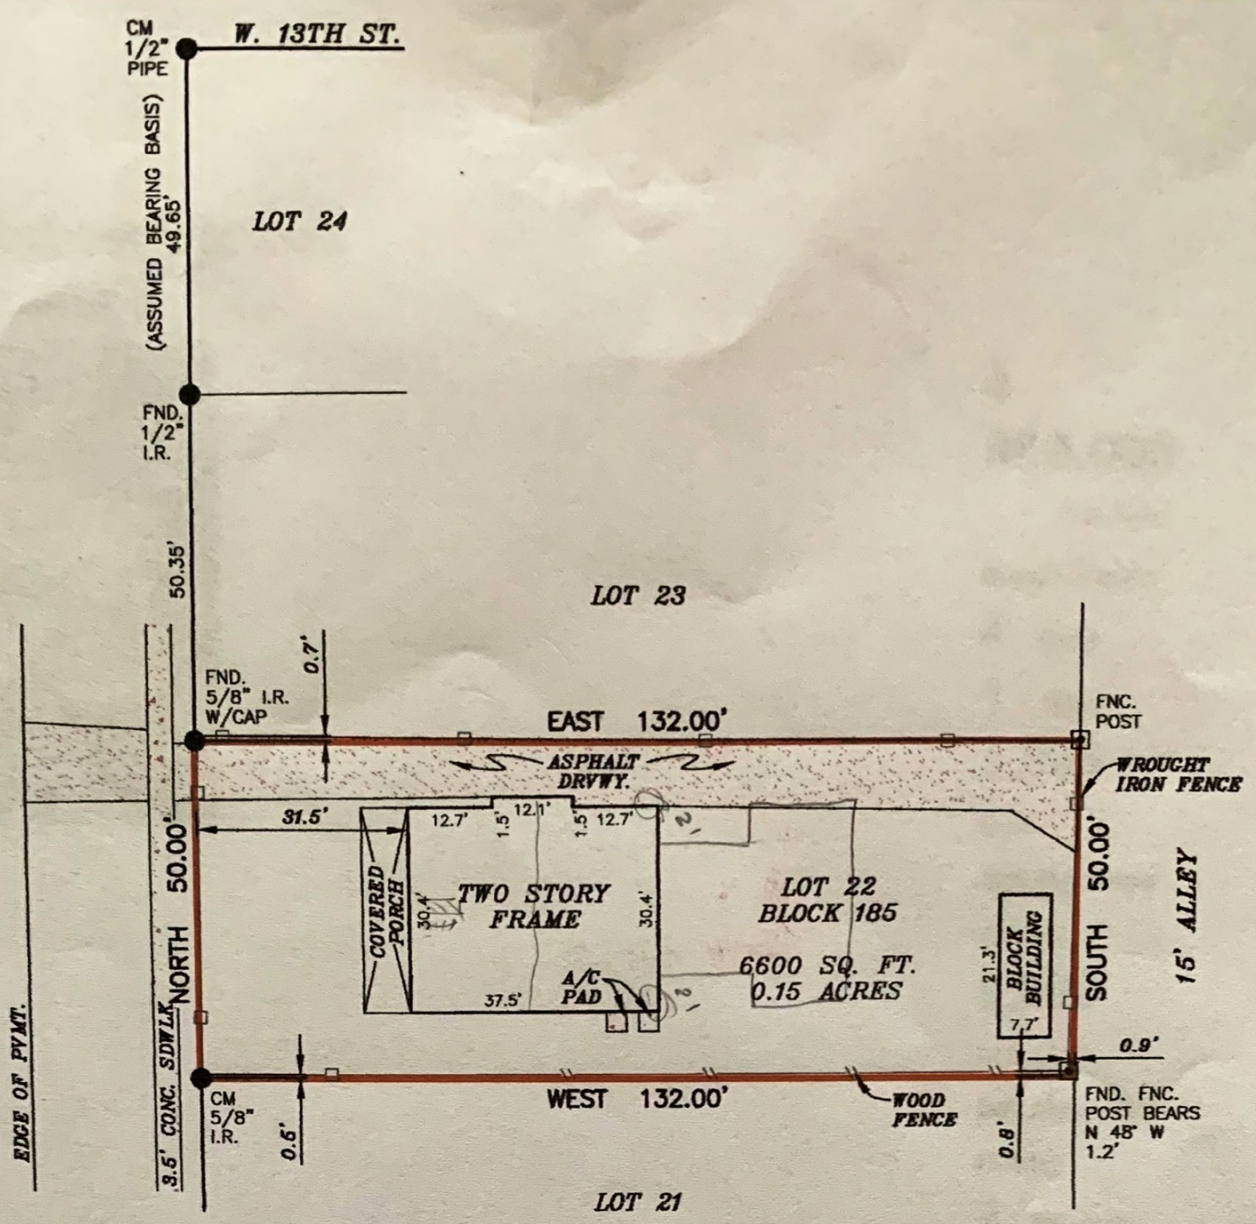 CM
1/2"
PIPE
W. 13TH ST.
(ASSUMED BEARING BASIS)
49.65'
LOT 24
FND.
1/2"
I.R.
50.35'
LOT 23
FND.
5/8" I.R.
W/CAP
0.7'
EAST 132.00'
FNC.
POST
ASPHALT
DRVWY.
WROUGHT
IRON FENCE
31.5'
12.7'
1.5'
12.1'
1.5'
12.7'
2'
NORTH 50.00'
COVERED
PORCH
30.4'
TWO STORY
FRAME
30.4'
LOT 22
BLOCK 185
6600 SQ. FT.
0.15 ACRES
21.3'
BLOCK
BUILDING
7.7'
SOUTH 50.00'
15' ALLEY
A/C
PAD
37.5'
2'
EDGE OF PVMT.
3.5' CONC. SDWLK
0.9'
CM
5/8"
I.R.
WEST 132.00'
WOOD
FENCE
0.8'
FND. FNC.
POST BEARS
N 48° W
1.2'
LOT 21